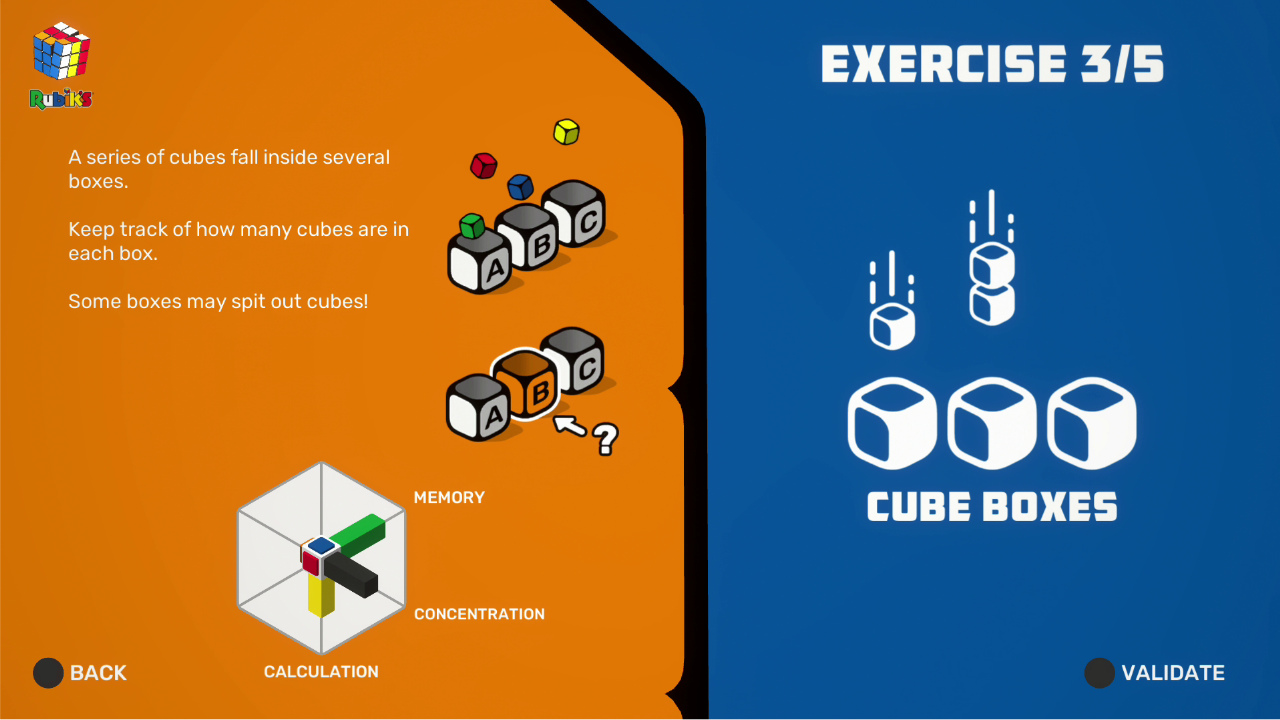 Rubik's
EXERCISE 3/5
A series of cubes fall inside several
boxes.
Keep track of how many cubes are in
each box.
Some boxes may spit out cubes!
A
B
C
A
B
C
?
MEMORY
CONCENTRATION
CALCULATION
CUBE BOXES
BACK
VALIDATE